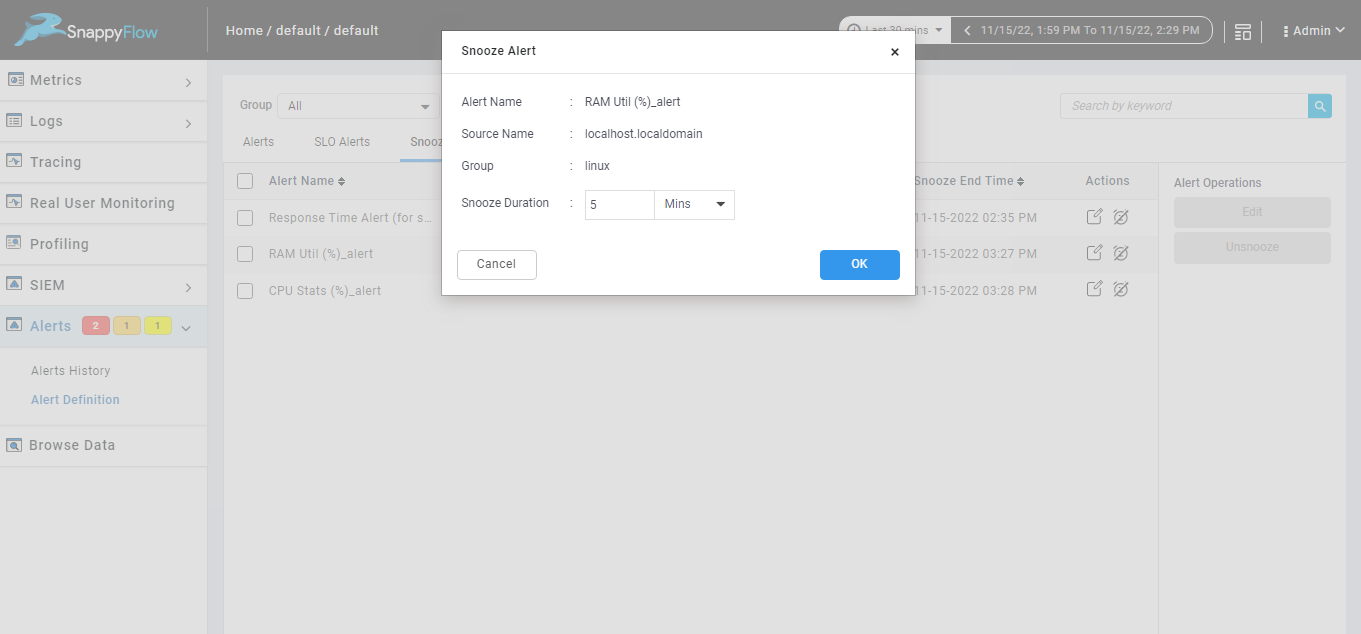 SnappyFlow
Home / default / default
Last 30 mins
11/15/22, 1:59 PM To 11/15/22, 2:29 PM
Admin
Metrics
Logs
Tracing
Real User Monitoring
Profiling
SIEM
Alerts 2 1 1
Alerts History
Alert Definition
Browse Data
Group All
Search by keyword
Alerts SLO Alerts Snooz
Alert Name Snooze End Time Actions
Response Time Alert (for s... 11-15-2022 02:35 PM
RAM Util (%)_alert 11-15-2022 03:27 PM
CPU Stats (%)_alert 11-15-2022 03:28 PM
Alert Operations
Edit
Unsnooze
Snooze Alert ×
Alert Name : RAM Util (%)_alert
Source Name : localhost.localdomain
Group : linux
Snooze Duration : 5 Mins
Cancel OK